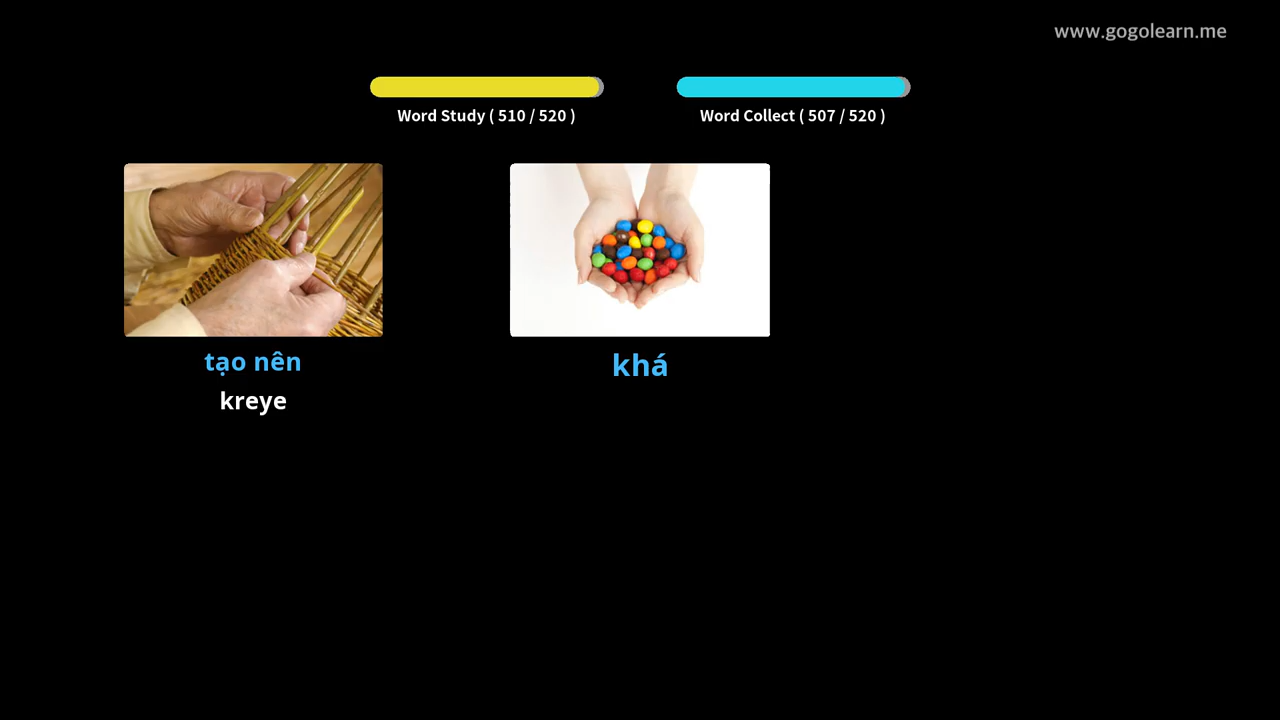 www.gogolearn.me
Word Study ( 510 / 520 )
Word Collect ( 507 / 520 )
tạo nên
kreye
khá